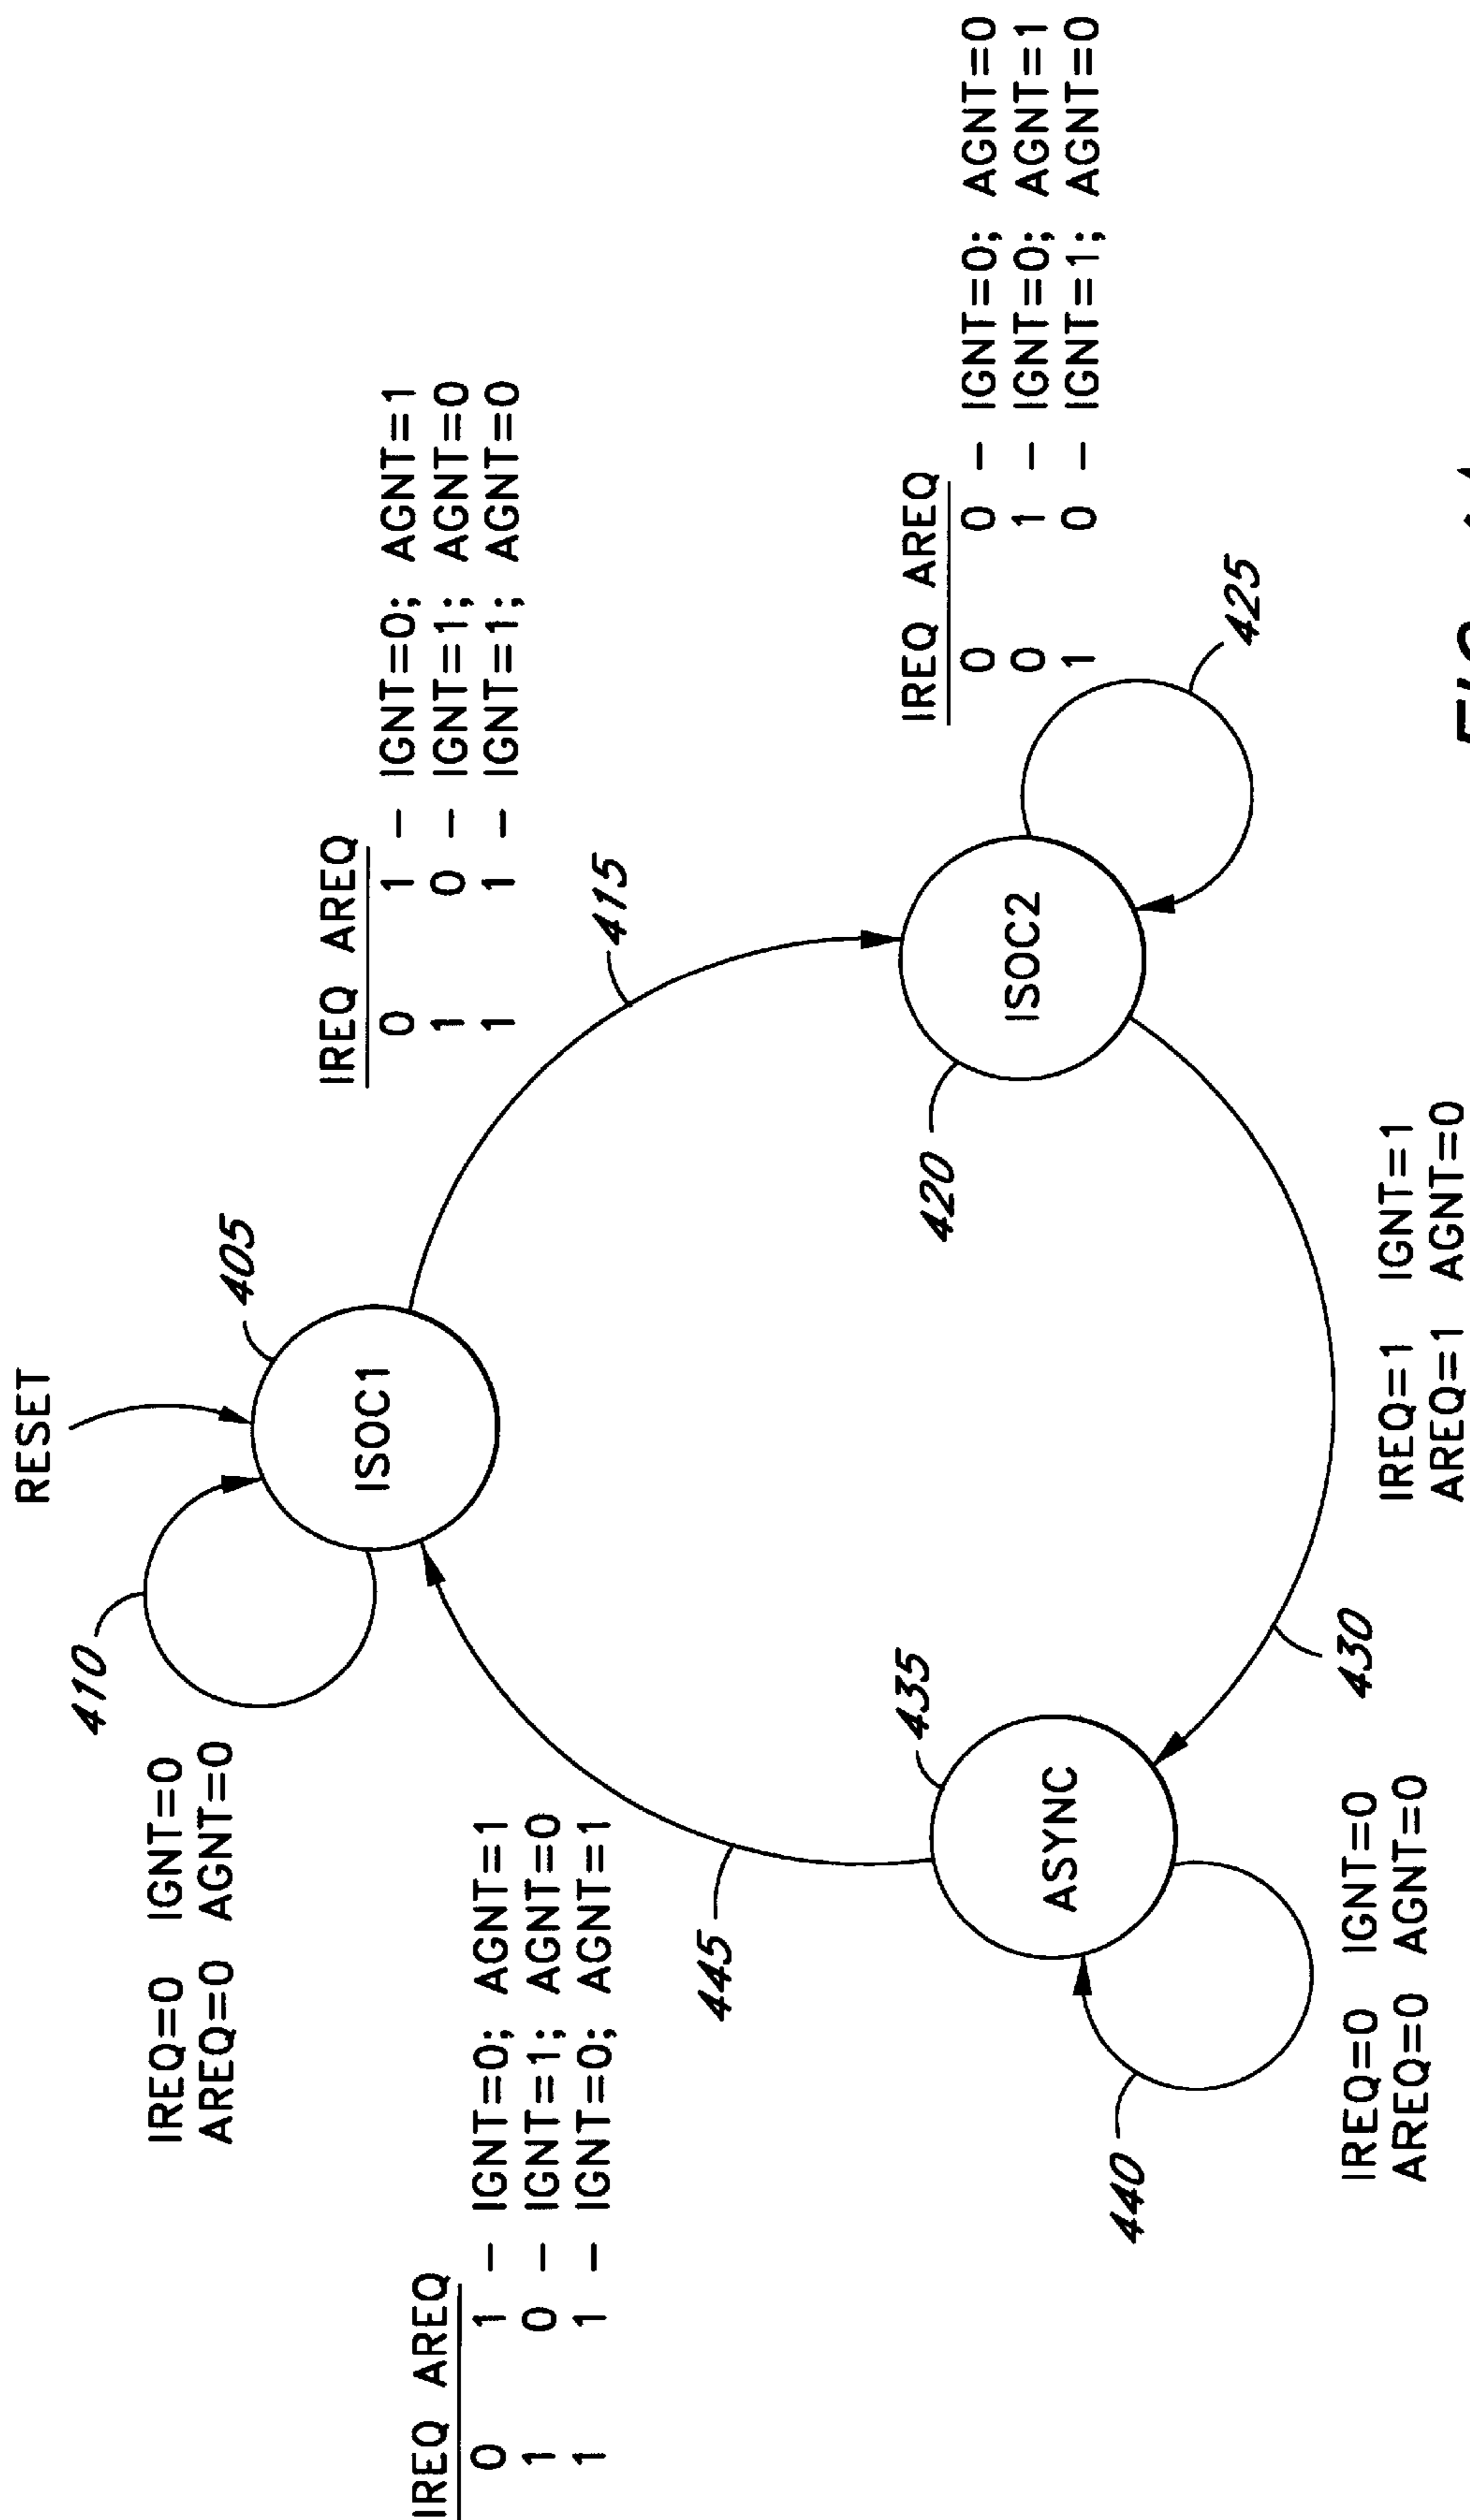 RESET
410
405
ISOC1
IREQ=0 IGNT=0
AREQ=0 AGNT=0
IREQ AREQ
0 1 – IGNT=0; AGNT=1
1 0 – IGNT=1; AGNT=0
1 1 – IGNT=1; AGNT=0
415
IREQ AREQ
0 1 – IGNT=0; AGNT=1
1 0 – IGNT=1; AGNT=0
1 1 – IGNT=0; AGNT=1
445
435
ASYNC
420
ISOC2
IREQ AREQ
0 0 – IGNT=0; AGNT=0
0 1 – IGNT=0; AGNT=1
1 0 – IGNT=1; AGNT=0
425
440
IREQ=0 IGNT=0
AREQ=0 AGNT=0
430
IREQ=1 IGNT=1
AREQ=1 AGNT=0